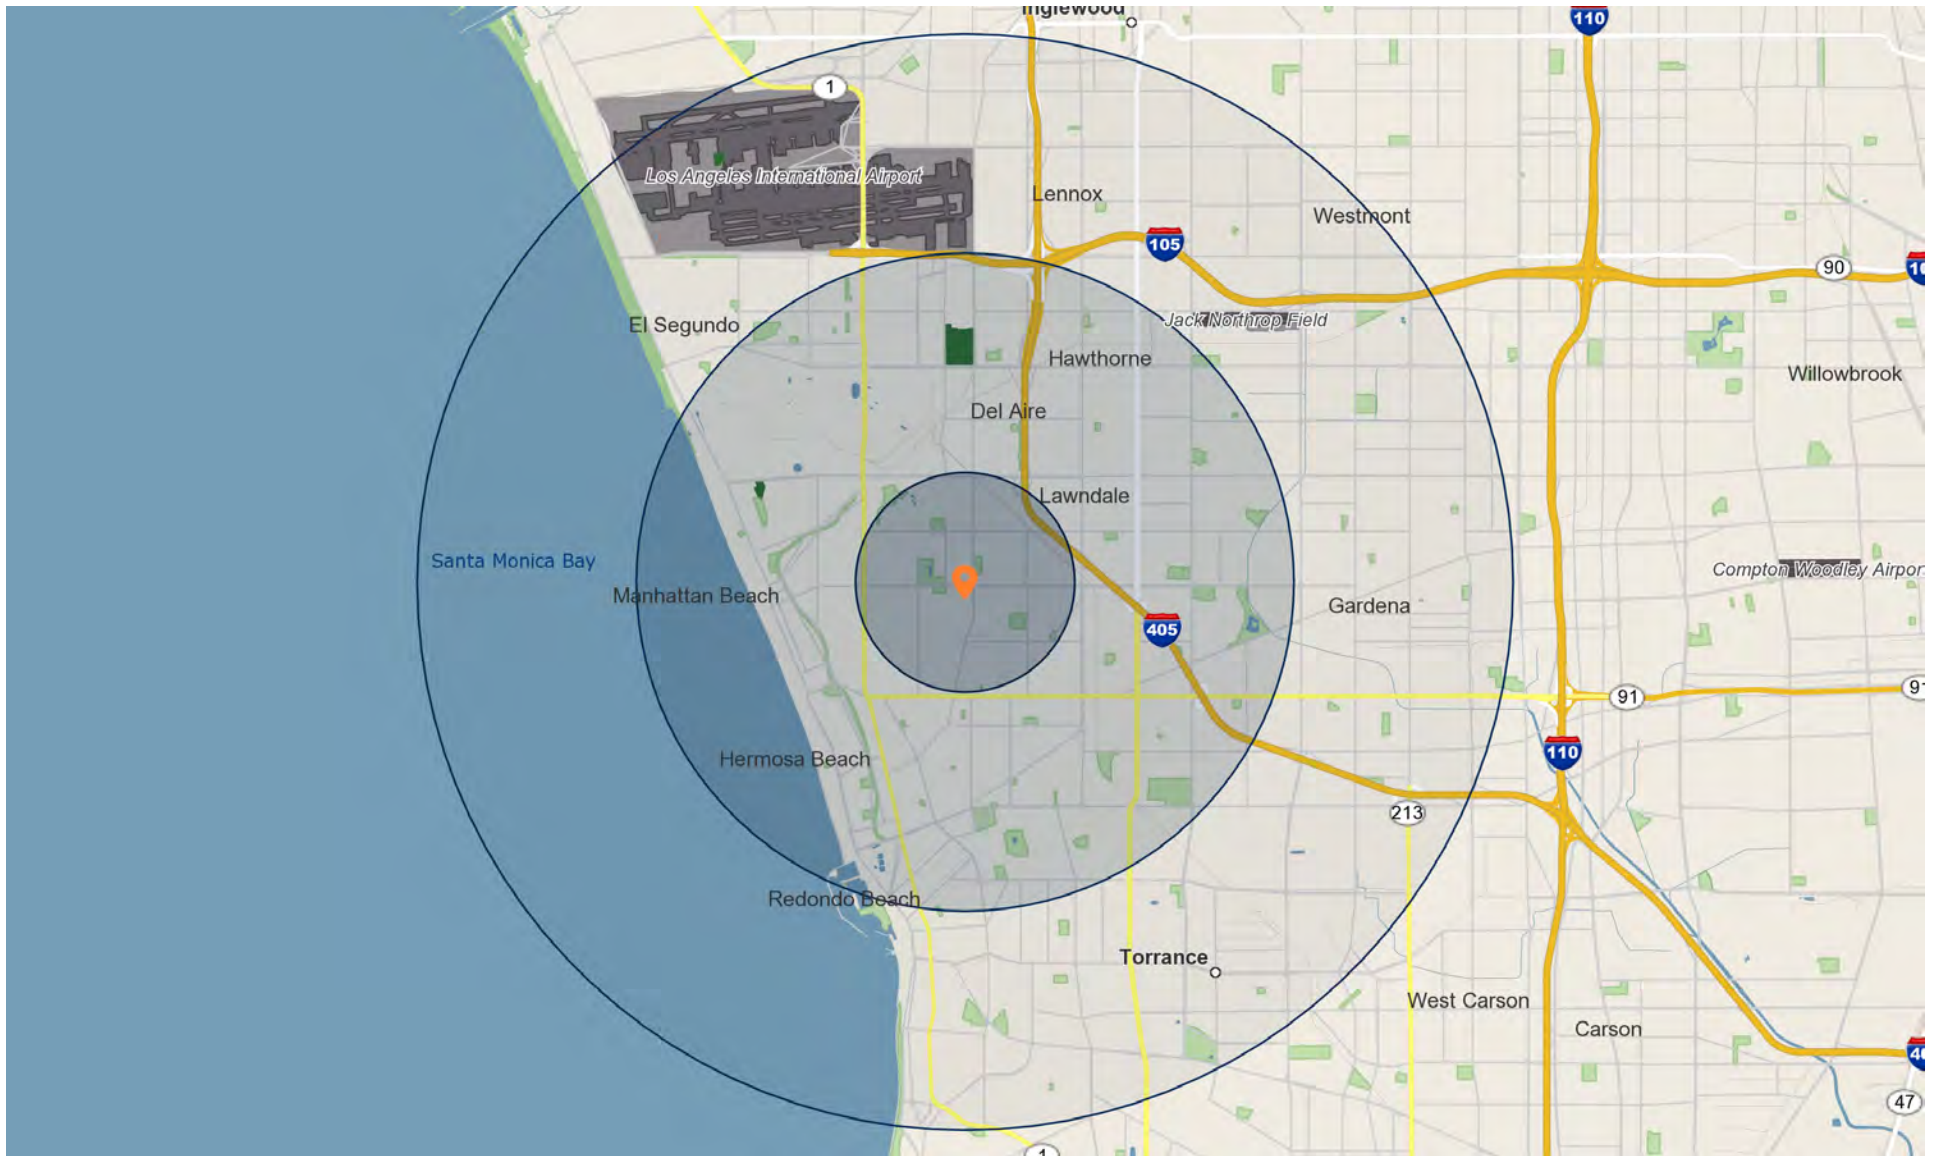 Inglewood
110
1
Los Angeles International Airport
Lennox
Westmont
105
90
El Segundo
Jack Northrop Field
Hawthorne
Willowbrook
Del Aire
Lawndale
Santa Monica Bay
Compton Woodley Airpor
Manhattan Beach
Gardena
405
91
91
110
Hermosa Beach
213
Redondo Beach
Torrance
West Carson
Carson
47
1